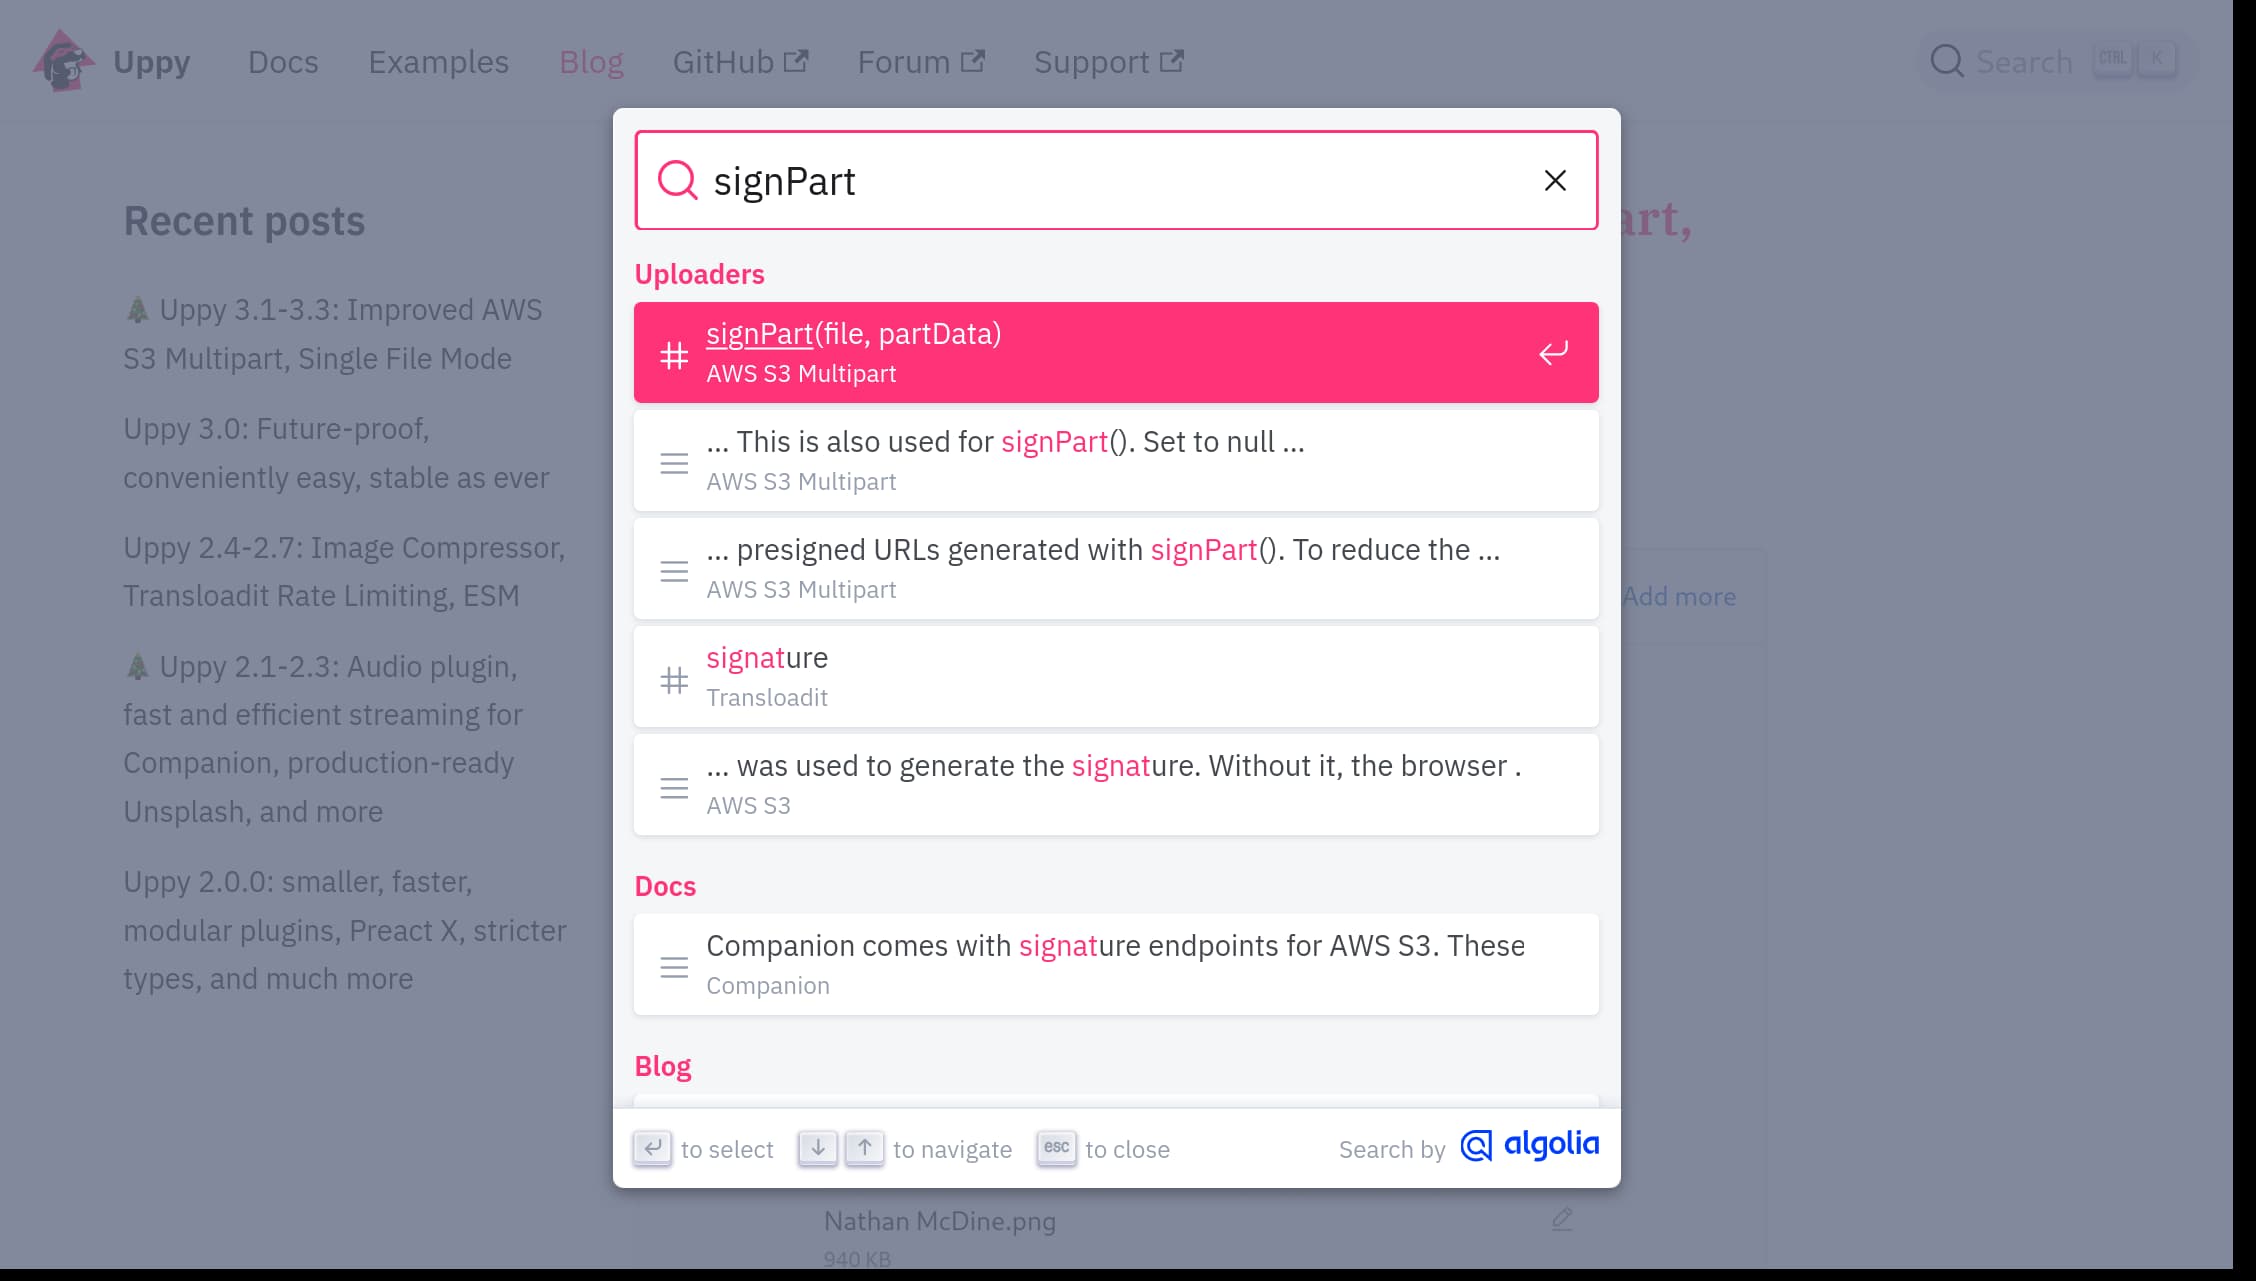 Uppy Docs Examples Blog GitHub Forum Support Search CTRL K
Recent posts
🎄 Uppy 3.1-3.3: Improved AWS
S3 Multipart, Single File Mode
Uppy 3.0: Future-proof,
conveniently easy, stable as ever
Uppy 2.4-2.7: Image Compressor,
Transloadit Rate Limiting, ESM
🎄 Uppy 2.1-2.3: Audio plugin,
fast and efficient streaming for
Companion, production-ready
Unsplash, and more
Uppy 2.0.0: smaller, faster,
modular plugins, Preact X, stricter
types, and much more
signPart
Uploaders
signPart(file, partData)
AWS S3 Multipart
... This is also used for signPart(). Set to null ...
AWS S3 Multipart
... presigned URLs generated with signPart(). To reduce the ...
AWS S3 Multipart
signature
Transloadit
... was used to generate the signature. Without it, the browser .
AWS S3
Docs
Companion comes with signature endpoints for AWS S3. These
Companion
Blog
to select to navigate esc to close Search by algolia
art,
Add more
Nathan McDine.png
940 KB